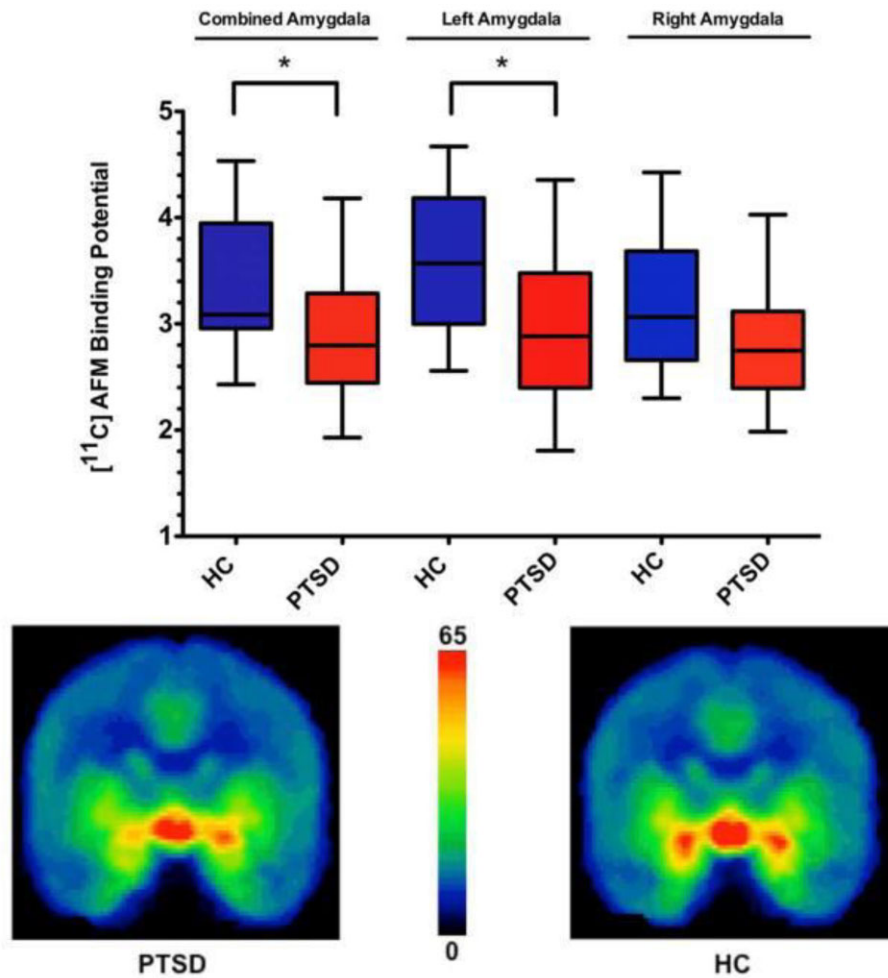 Combined Amygdala Left Amygdala Right Amygdala
* *
[¹¹C] AFM Binding Potential
5
4
3
2
1
HC PTSD HC PTSD HC PTSD
65
0
PTSD HC